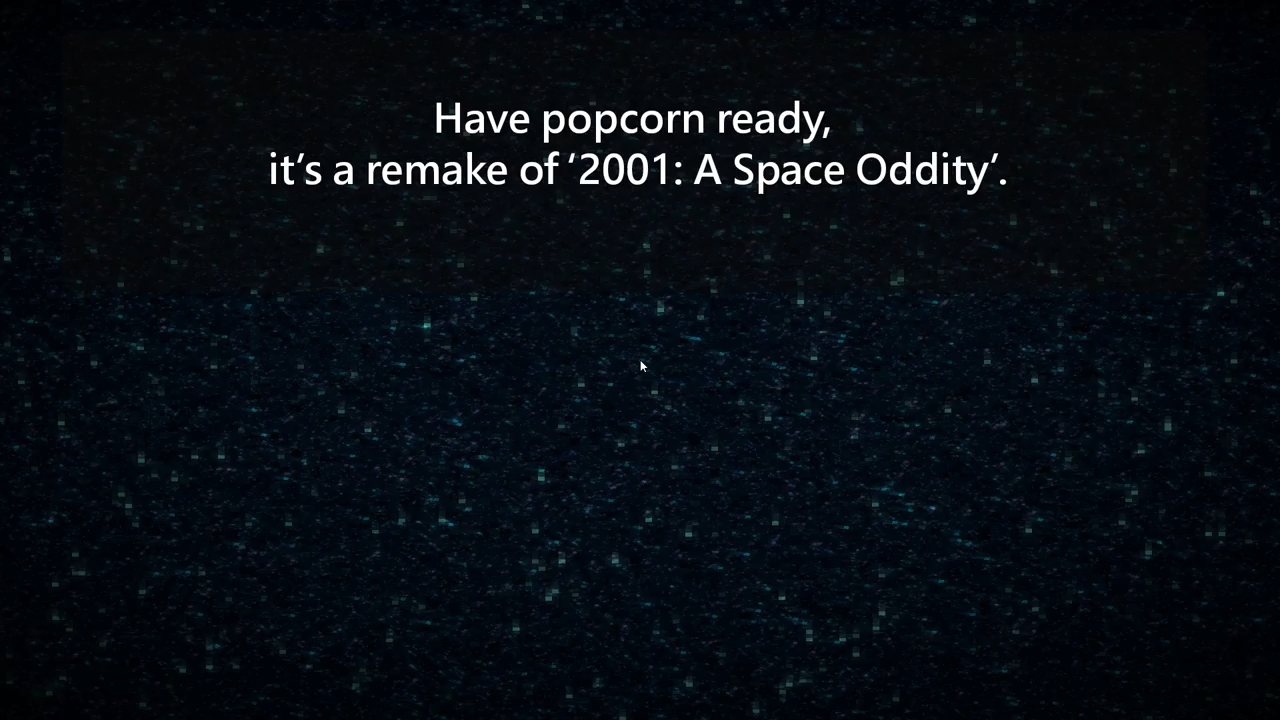 Have popcorn ready,
it’s a remake of ‘2001: A Space Oddity’.